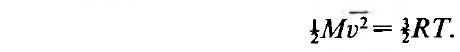 ½Mv̅²̅ = ³⁄₂RT.